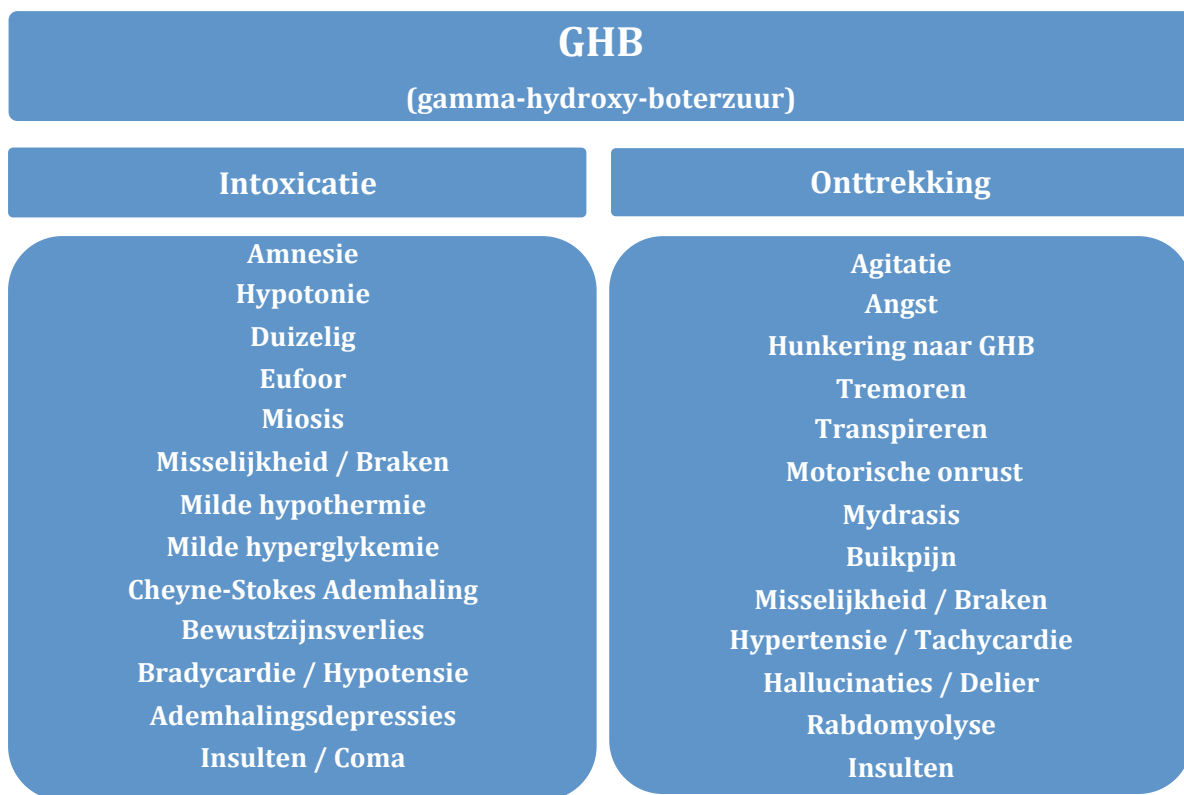 GHB
(gamma-hydroxy-boterzuur)
Intoxicatie
Amnesie
Hypotonie
Duizelig
Eufoor
Miosis
Misselijkheid / Braken
Milde hypothermie
Milde hyperglykemie
Cheyne-Stokes Ademhaling
Bewustzijnsverlies
Bradycardie / Hypotensie
Ademhalingsdepressies
Insulten / Coma
Onttrekking
Agitatie
Angst
Hunkering naar GHB
Tremoren
Transpireren
Motorische onrust
Mydrasis
Buikpijn
Misselijkheid / Braken
Hypertensie / Tachycardie
Hallucinaties / Delier
Rabdomyolyse
Insulten